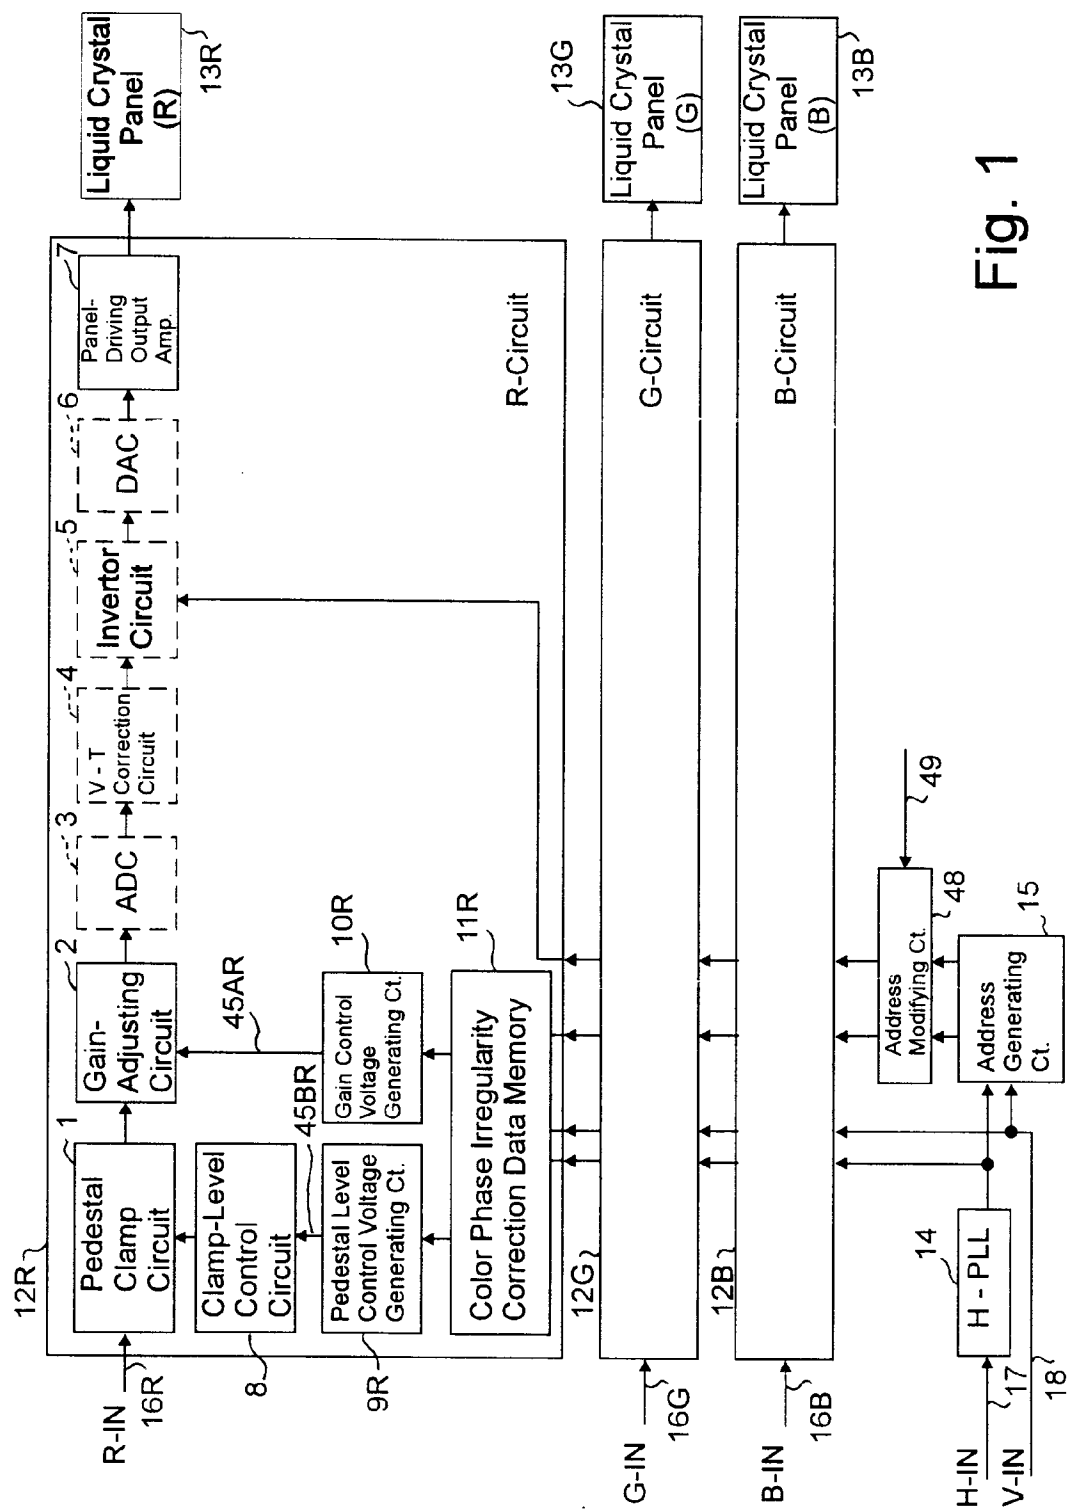 Fig. 1
12R
R-IN
16R
Pedestal
Clamp
Circuit
1
Gain-
Adjusting
Circuit
2
ADC
3
V - T
Correction
Circuit
4
Invertor
Circuit
5
DAC
6
Panel-
Driving
Output
Amp.
7
Liquid Crystal
Panel
(R)
13R
Clamp-Level
Control
Circuit
8
45BR
45AR
Pedestal Level
Control Voltage
Generating Ct.
9R
Gain Control
Voltage
Generating Ct.
10R
Color Phase Irregularity
Correction Data Memory
11R
R-Circuit
12G
G-IN
16G
G-Circuit
Liquid Crystal
Panel
(G)
13G
12B
B-IN
16B
B-Circuit
Liquid Crystal
Panel
(B)
13B
Address
Modifying Ct.
48
49
H-IN
17
H - PLL
14
Address
Generating
Ct.
15
V-IN
18